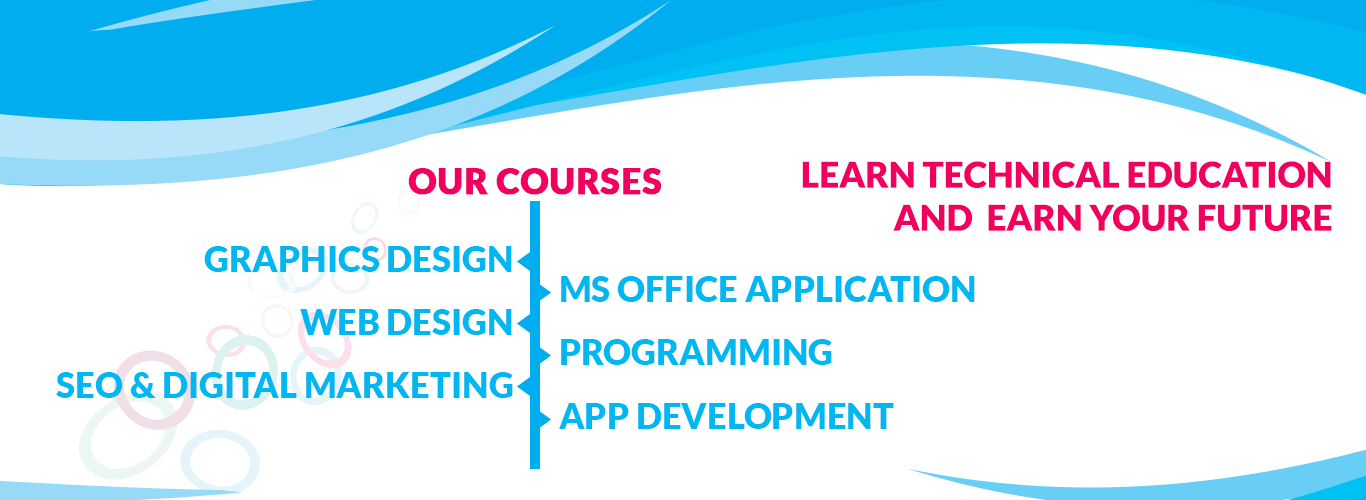 OUR COURSES
LEARN TECHNICAL EDUCATION
AND EARN YOUR FUTURE
GRAPHICS DESIGN
MS OFFICE APPLICATION
WEB DESIGN
PROGRAMMING
SEO & DIGITAL MARKETING
APP DEVELOPMENT